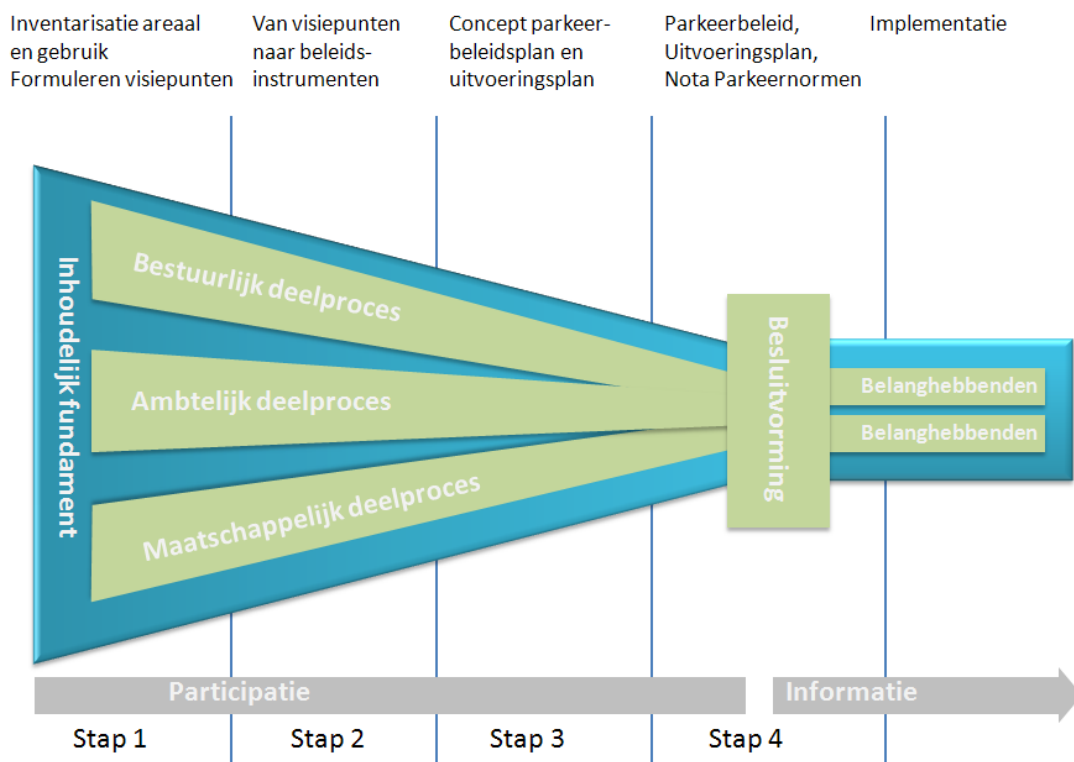 Inventarisatie areaal
en gebruik
Formuleren visiepunten
Van visiepunten
naar beleids-
instrumenten
Concept parkeer-
beleidsplan en
uitvoeringsplan
Parkeerbeleid,
Uitvoeringsplan,
Nota Parkeernormen
Implementatie
Inhoudelijk fundament
Bestuurlijk deelproces
Ambtelijk deelproces
Maatschappelijk deelproces
Besluitvorming
Belanghebbenden
Belanghebbenden
Participatie
Informatie
Stap 1
Stap 2
Stap 3
Stap 4